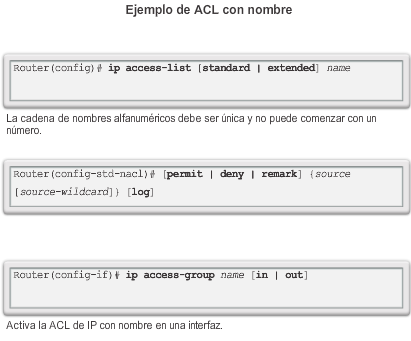 Ejemplo de ACL con nombre
Router(config)# ip access-list [standard | extended] name
La cadena de nombres alfanuméricos debe ser única y no puede comenzar con un
número.
Router(config-std-nacl)# [permit | deny | remark] {source
[source-wildcard]} [log]
Router(config-if)# ip access-group name [in | out]
Activa la ACL de IP con nombre en una interfaz.